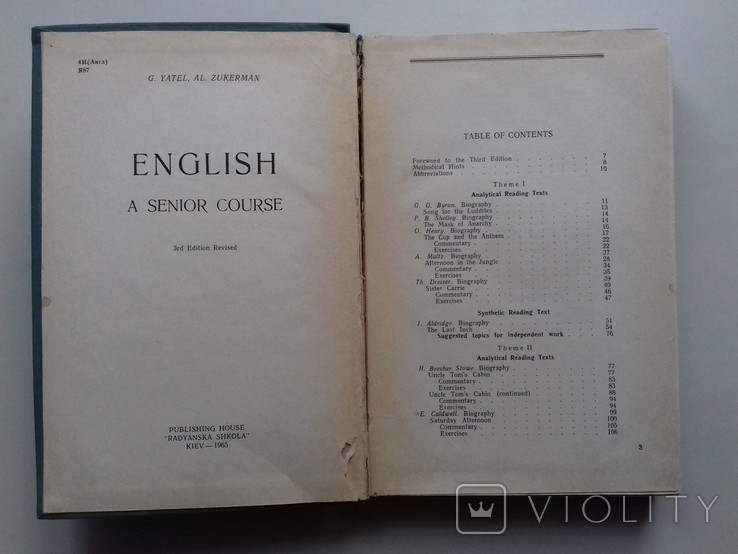 4И(Англ)
Я87
G. YATEL, AL. ZUKERMAN
ENGLISH
A SENIOR COURSE
3rd Edition Revised
PUBLISHING HOUSE
"RADYANSKA SHKOLA"
KIEV — 1965
TABLE OF CONTENTS
Foreword to the Third Edition . . . . . . . . . 7
Methodical Hints . . . . . . . . . 8
Abbreviations . . . . . . . . . 10
Theme I
Analytical Reading Texts
G. G. Byron. Biography . . . . . . . . . 11
Song for the Luddites . . . . . . . . . 13
P. B. Shelley. Biography . . . . . . . . . 14
The Mask of Anarchy . . . . . . . . . 14
O. Henry. Biography . . . . . . . . . 16
The Cop and the Anthem . . . . . . . . . 17
Commentary . . . . . . . . . 22
Exercises . . . . . . . . . 22
A. Maltz. Biography . . . . . . . . . 27
Afternoon in the Jungle . . . . . . . . . 28
Commentary . . . . . . . . . 34
Exercises . . . . . . . . . 35
Th. Dreiser. Biography . . . . . . . . . 39
Sister Carrie . . . . . . . . . 40
Commentary . . . . . . . . . 46
Exercises . . . . . . . . . 47
Synthetic Reading Text
J. Aldridge. Biography . . . . . . . . . 51
The Last Inch . . . . . . . . . 54
Suggested topics for independent work . . 76
Theme II
Analytical Reading Texts
H. Beecher Stowe. Biography . . . . . . . . . 77
Uncle Tom's Cabin . . . . . . . . . 77
Commentary . . . . . . . . . 83
Exercises . . . . . . . . . 83
Uncle Tom's Cabin (continued) . . . . . . . . . 88
Commentary . . . . . . . . . 94
Exercises . . . . . . . . . 94
E. Caldwell. Biography . . . . . . . . . 99
Saturday Afternoon . . . . . . . . . 100
Commentary . . . . . . . . . 105
Exercises . . . . . . . . . 106
3
VIOLITY